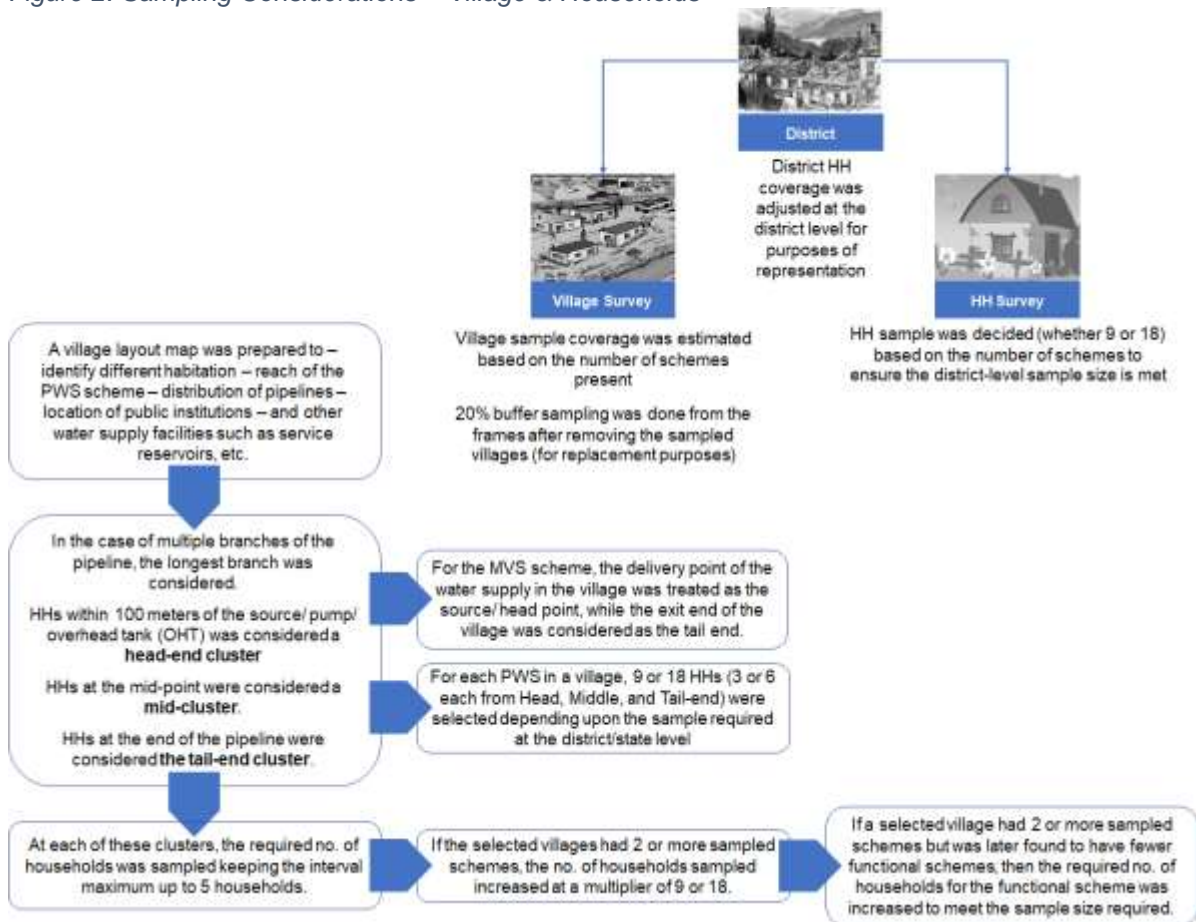 Figure 2: Sampling Considerations – Village & Households
District
District HH
coverage was
adjusted at the
district level for
purposes of
representation
Village Survey
Village sample coverage was estimated
based on the number of schemes
present
20% buffer sampling was done from the
frames after removing the sampled
villages (for replacement purposes)
HH Survey
HH sample was decided (whether 9 or 18)
based on the number of schemes to
ensure the district-level sample size is met
A village layout map was prepared to –
identify different habitation – reach of the
PWS scheme – distribution of pipelines –
location of public institutions – and other
water supply facilities such as service
reservoirs, etc.
In the case of multiple branches of the
pipeline, the longest branch was
considered.
HHs within 100 meters of the source/ pump/
overhead tank (OHT) was considered a
head-end cluster
HHs at the mid-point were considered a
mid-cluster.
HHs at the end of the pipeline were
considered the tail-end cluster.
For the MVS scheme, the delivery point of the
water supply in the village was treated as the
source/ head point, while the exit end of the
village was considered as the tail end.
For each PWS in a village, 9 or 18 HHs (3 or 6
each from Head, Middle, and Tail-end) were
selected depending upon the sample required
at the district/state level
At each of these clusters, the required no. of
households was sampled keeping the interval
maximum up to 5 households.
If the selected villages had 2 or more sampled
schemes, the no. of households sampled
increased at a multiplier of 9 or 18.
If a selected village had 2 or more sampled
schemes but was later found to have fewer
functional schemes, then the required no. of
households for the functional scheme was
increased to meet the sample size required.